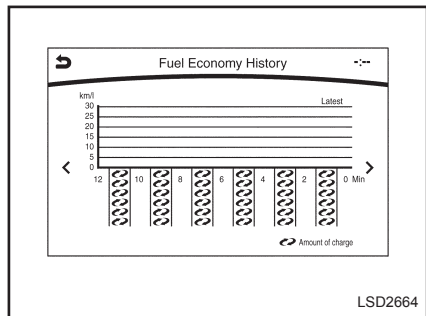 Fuel Economy History -:--
km/l Latest
30
25
20
15
10
5
0
12 10 8 6 4 2 0 Min
Amount of charge
LSD2664